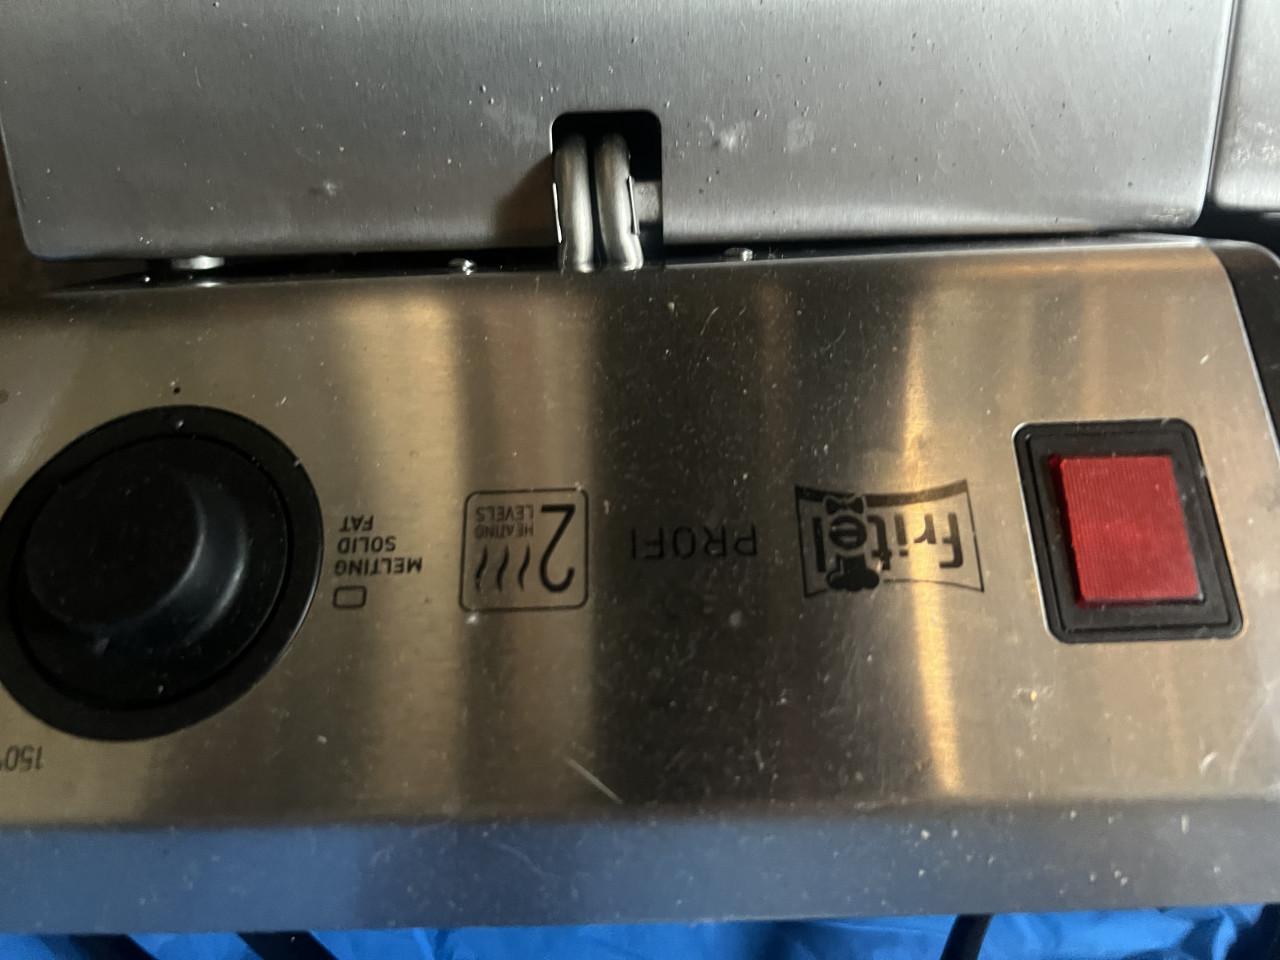 fritel
PROFI
2
HEATING
LEVELS
MELTING
SOLID
FAT
150°